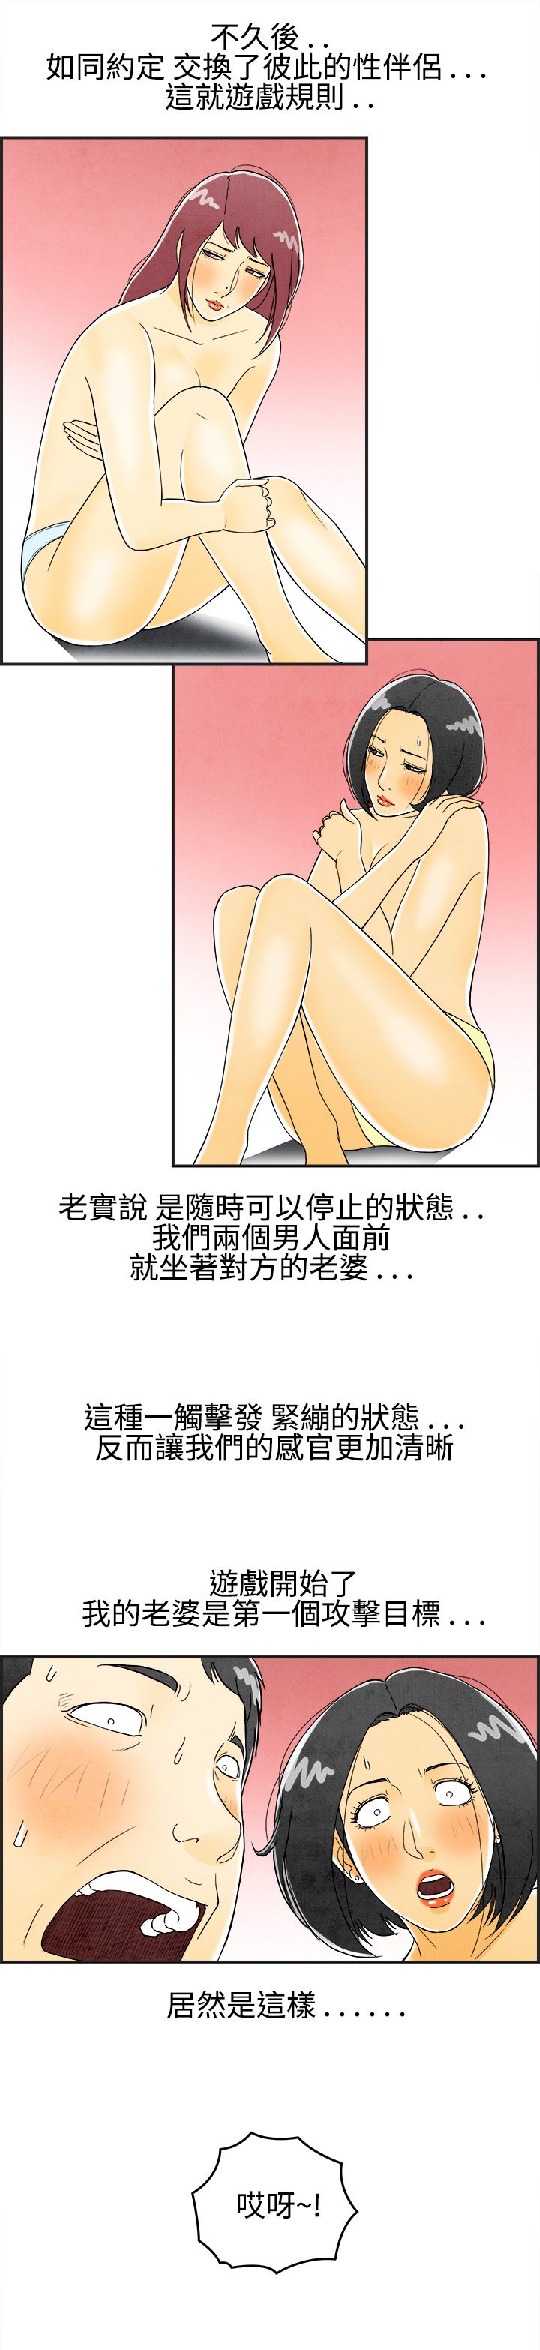 不久後..
如同約定 交換了彼此的性伴侶...
這就遊戲規則..
老實說 是隨時可以停止的狀態..
我們兩個男人面前
就坐著對方的老婆...
這種一觸擊發 緊繃的狀態...
反而讓我們的感官更加清晰
遊戲開始了
我的老婆是第一個攻擊目標...
居然是這樣......
哎呀~!